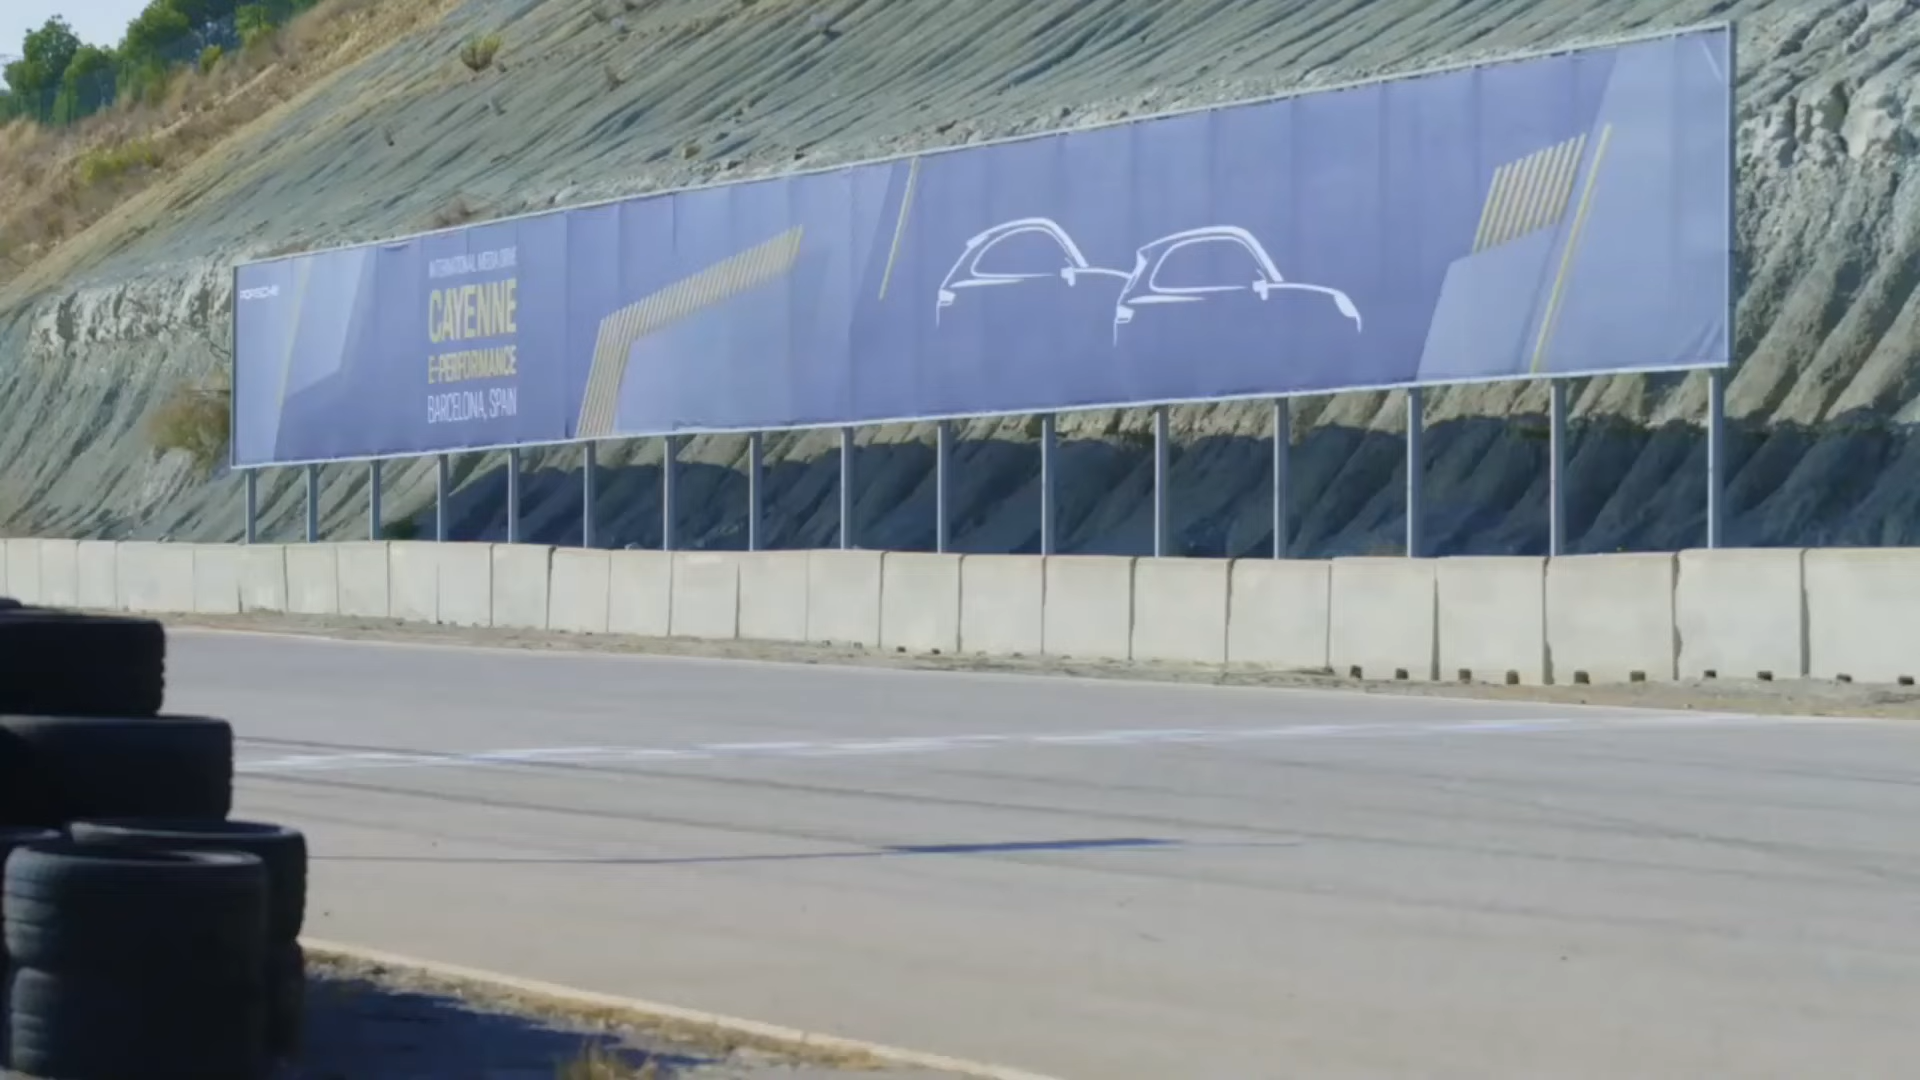 PORSCHE
INTERNATIONAL MEDIA DRIVE
CAYENNE
E-PERFORMANCE
BARCELONA, SPAIN